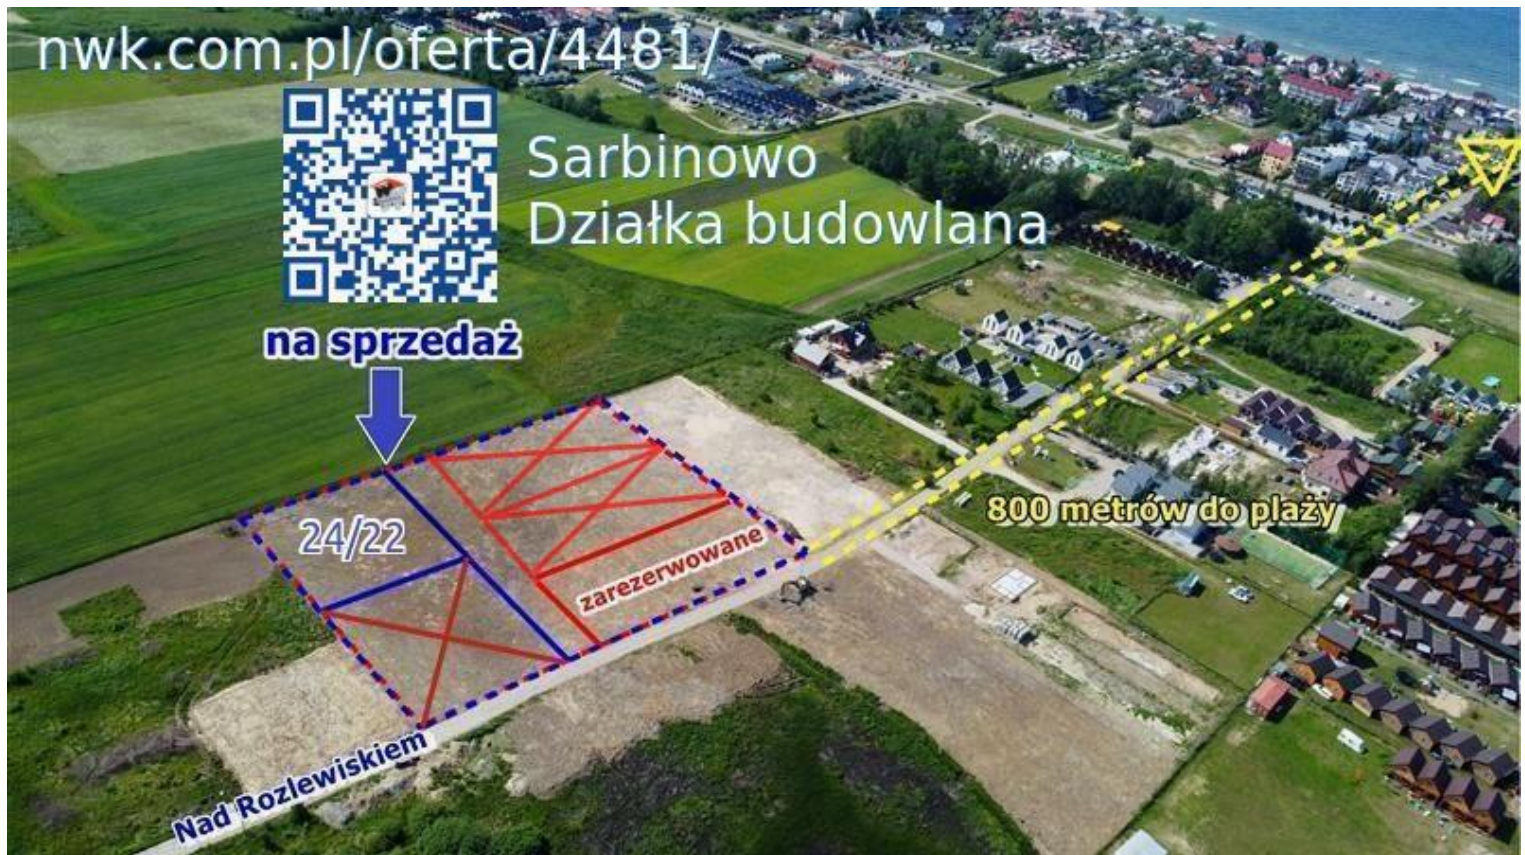 nwk.com.pl/oferta/4481/
Sarbinowo
Działka budowlana
na sprzedaż
24/22
zarezerwowane
800 metrów do plaży
Nad Rozlewiskiem